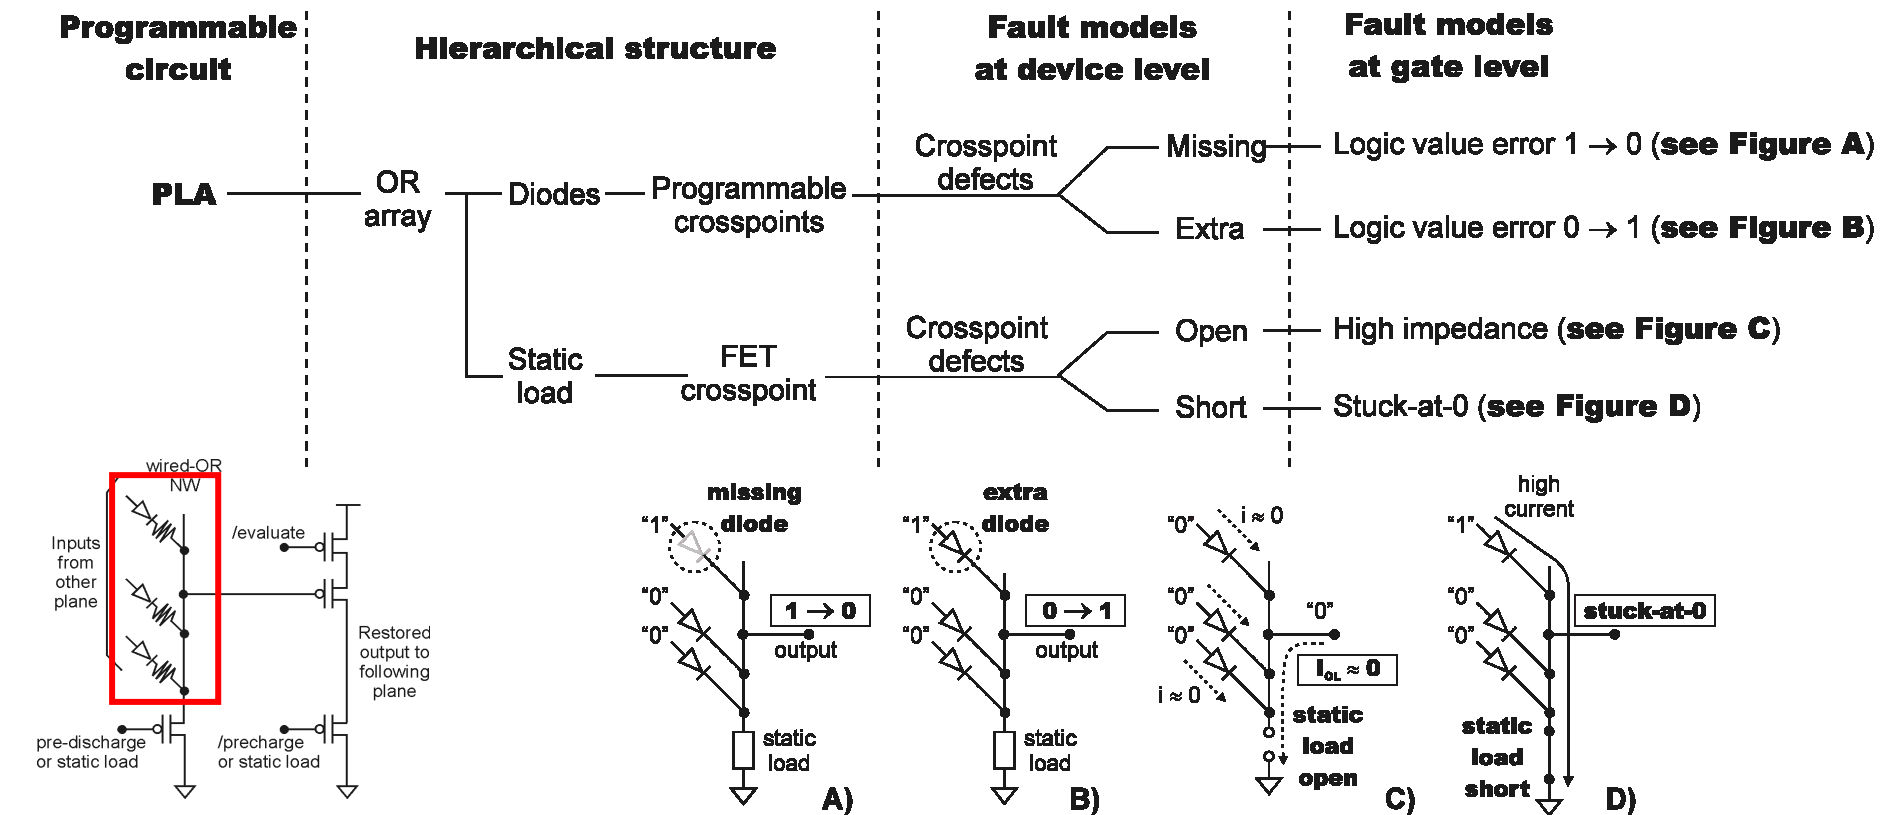 Programmable
circuit
Hierarchical structure
Fault models
at device level
Fault models
at gate level
PLA
OR
array
Diodes
Programmable
crosspoints
Crosspoint
defects
Missing
Logic value error 1 → 0 (see Figure A)
Extra
Logic value error 0 → 1 (see Figure B)
Static
load
FET
crosspoint
Crosspoint
defects
Open
High impedance (see Figure C)
Short
Stuck-at-0 (see Figure D)
wired-OR
NW
Inputs
from
other
plane
/evaluate
Restored
output to
following
plane
pre-discharge
or static load
/precharge
or static load
missing
diode
"1"
"0"
"0"
1 → 0
output
static
load
A)
extra
diode
"1"
"0"
"0"
0 → 1
output
static
load
B)
"0"
i ≈ 0
"0"
"0"
"0"
i ≈ 0
IOL ≈ 0
static
load
open
C)
high
current
"1"
"0"
"0"
stuck-at-0
static
load
short
D)